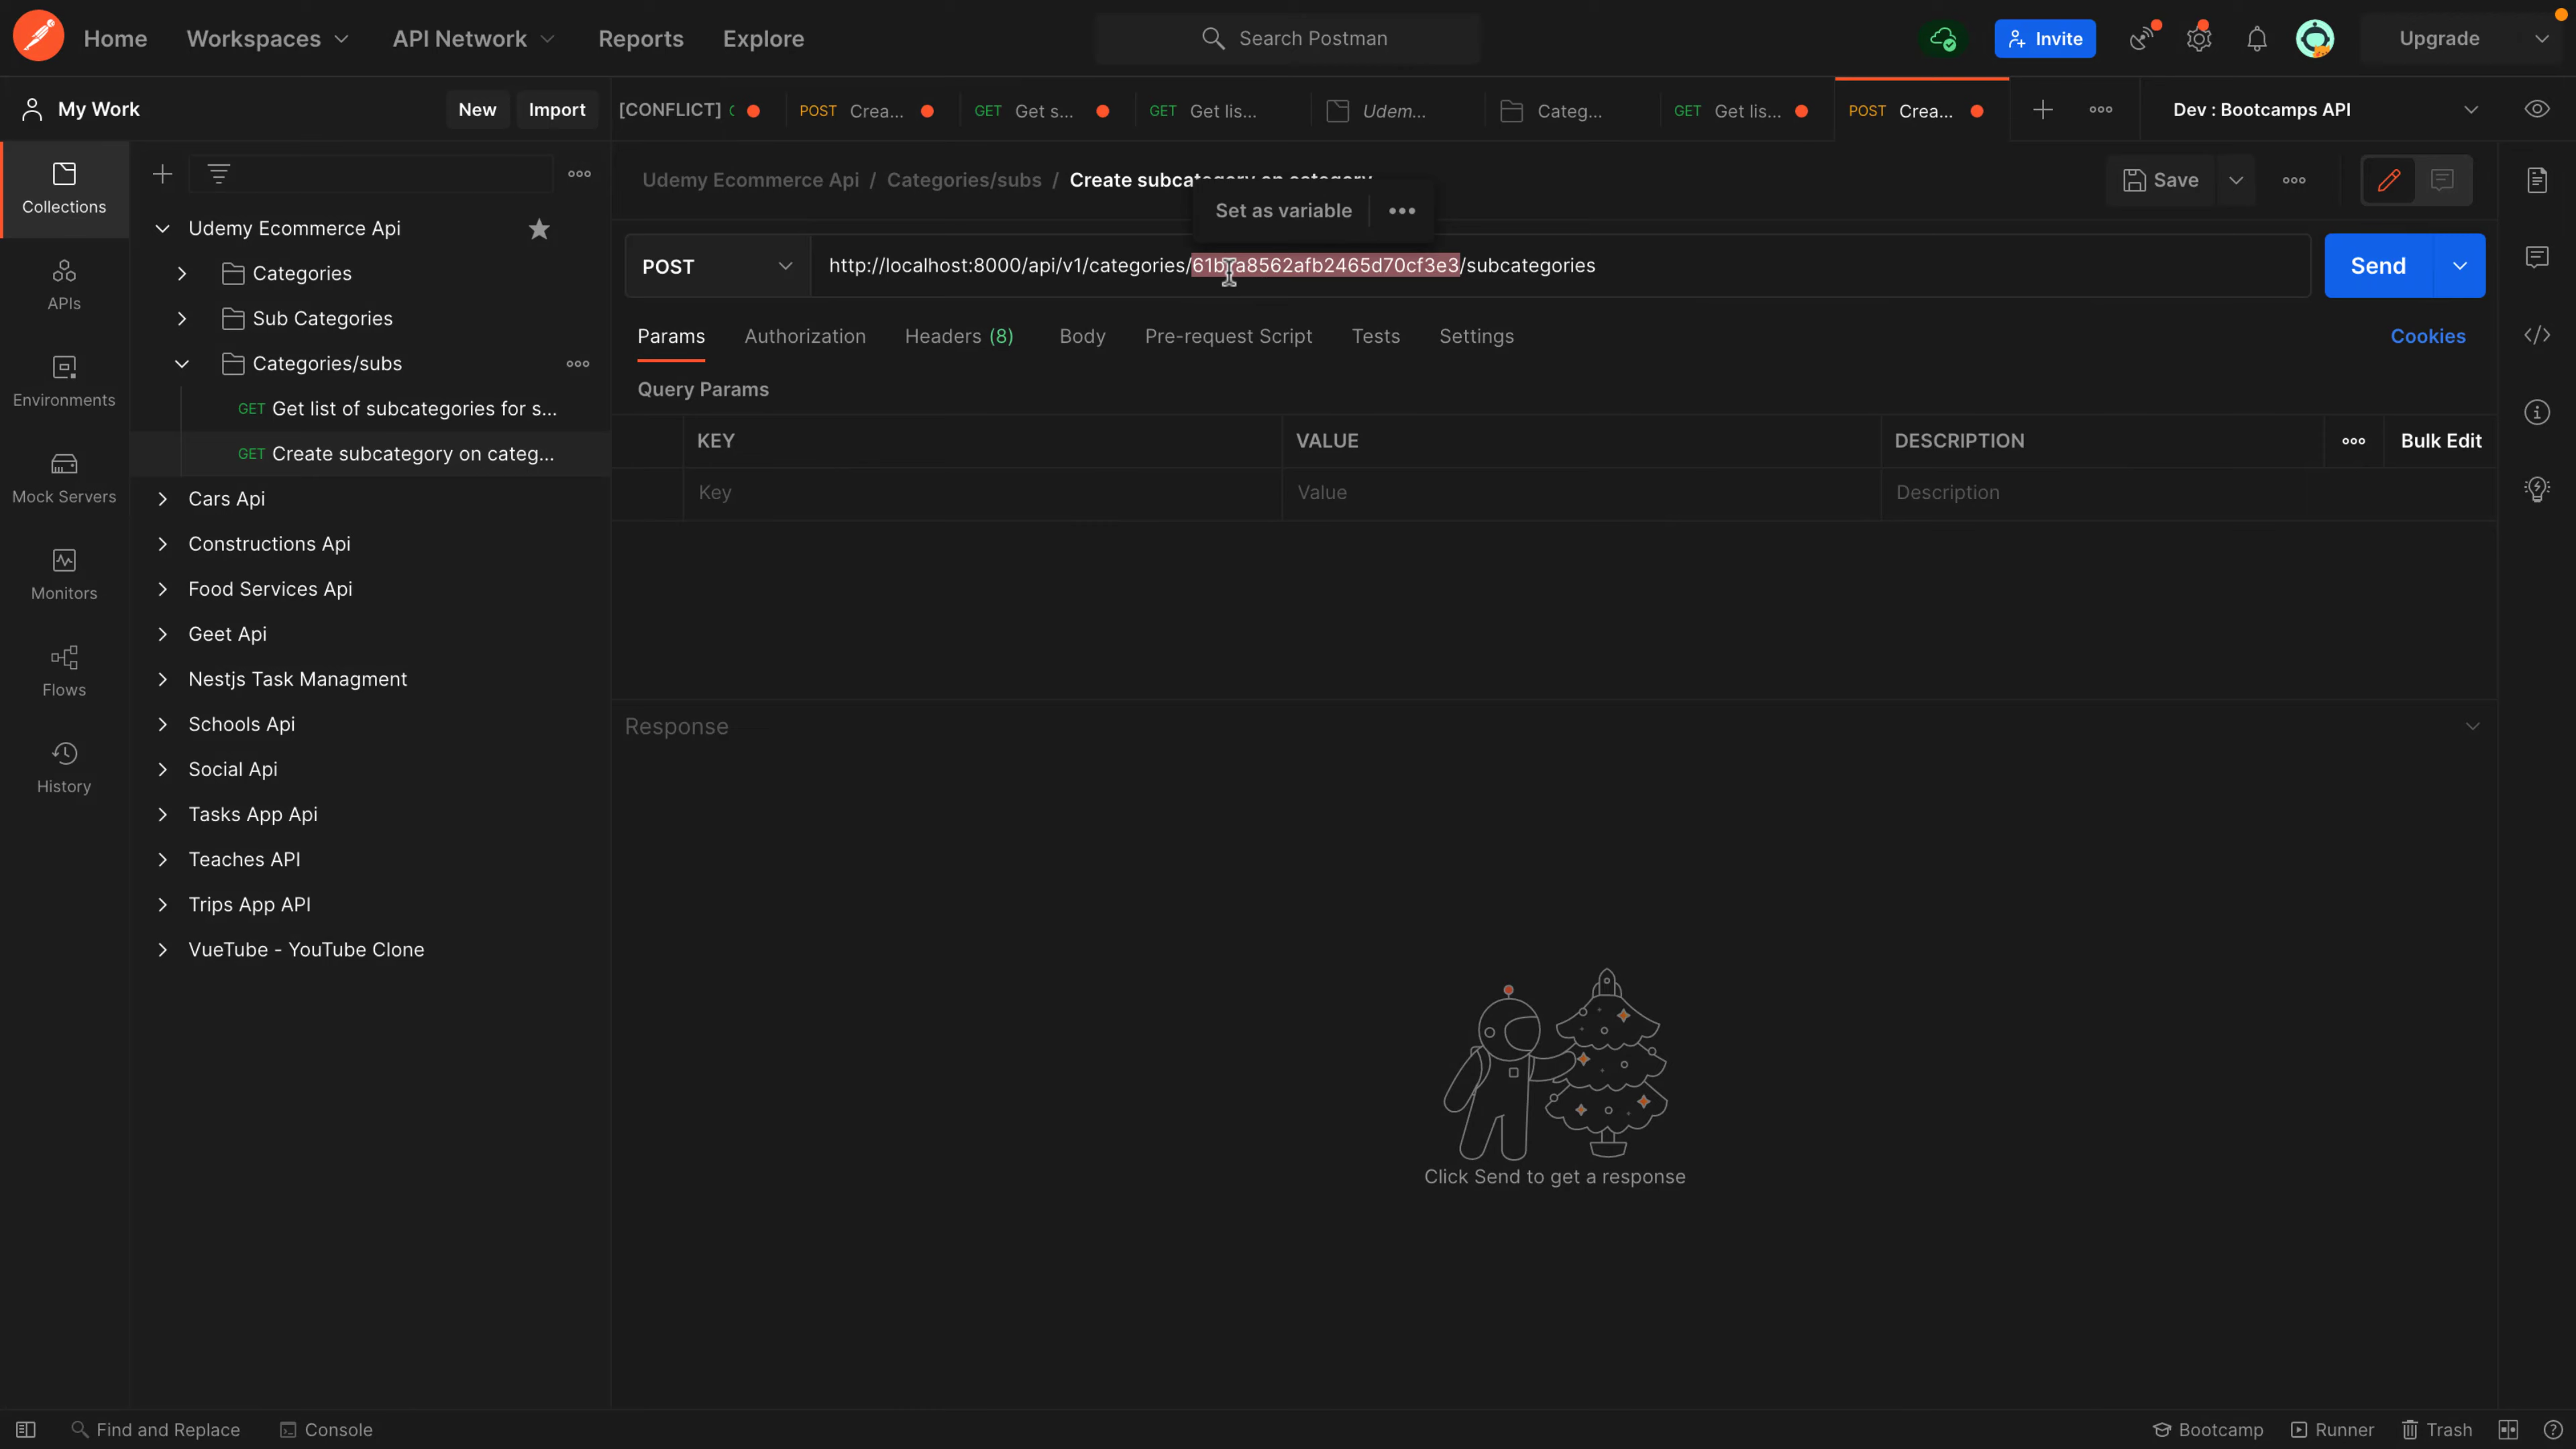 Home
Workspaces
API Network
Reports
Explore
Search Postman
Invite
Upgrade
My Work
New
Import
[CONFLICT]
POST Crea...
GET Get s...
GET Get lis...
Udem...
Categ...
GET Get lis...
POST Crea...
Dev : Bootcamps API
Collections
APIs
Environments
Mock Servers
Monitors
Flows
History
Udemy Ecommerce Api
Categories
Sub Categories
Categories/subs
GET Get list of subcategories for s...
GET Create subcategory on categ...
Cars Api
Constructions Api
Food Services Api
Geet Api
Nestjs Task Managment
Schools Api
Social Api
Tasks App Api
Teaches API
Trips App API
VueTube - YouTube Clone
Udemy Ecommerce Api / Categories/subs / Create subcategory on category
Save
Set as variable
POST
http://localhost:8000/api/v1/categories/
/subcategories
Send
Params
Authorization
Headers (8)
Body
Pre-request Script
Tests
Settings
Cookies
Query Params
KEY
VALUE
DESCRIPTION
Bulk Edit
Key
Value
Description
Response
Click Send to get a response
Find and Replace
Console
Bootcamp
Runner
Trash